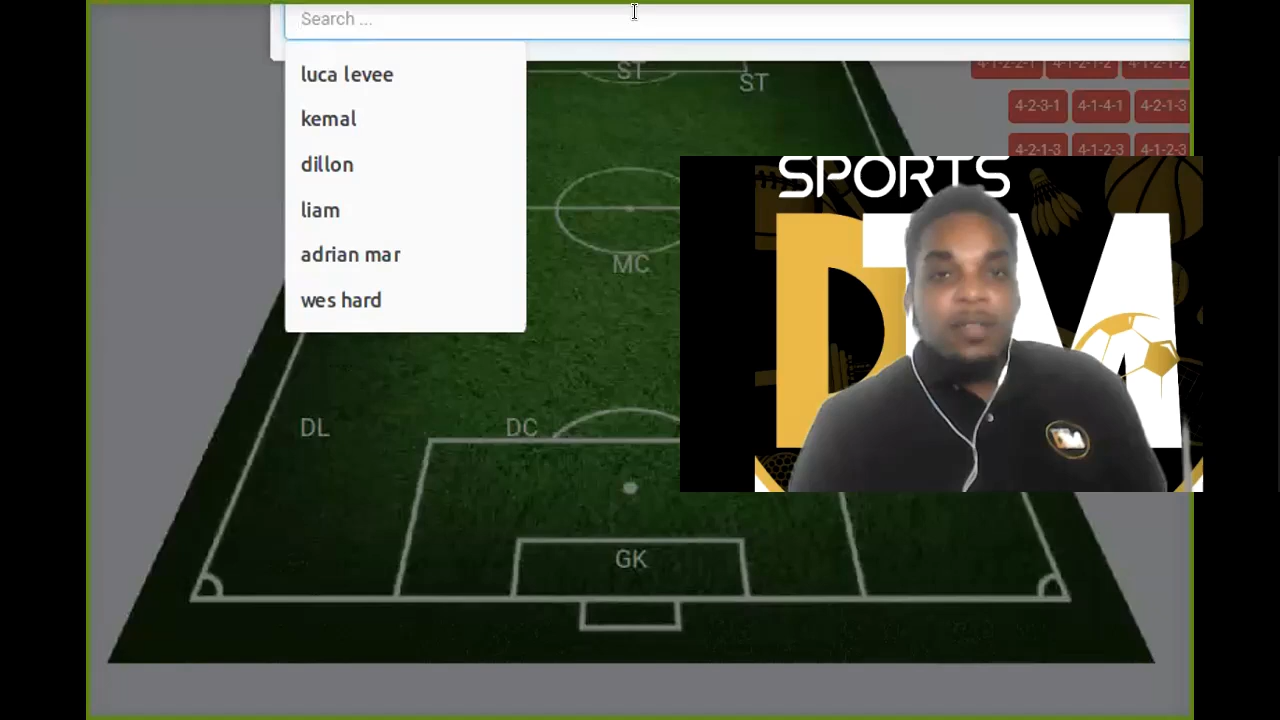 Search ...
luca levee
kemal
dillon
liam
adrian mar
wes hard
ST
ST
4-1-2-2-1 4-1-2-1-2 4-1-2-1-2
4-2-3-1 4-1-4-1 4-2-1-3
4-2-1-3 4-1-2-3 4-1-2-3
SPORTS
DTM
MC
DL
DC
GK